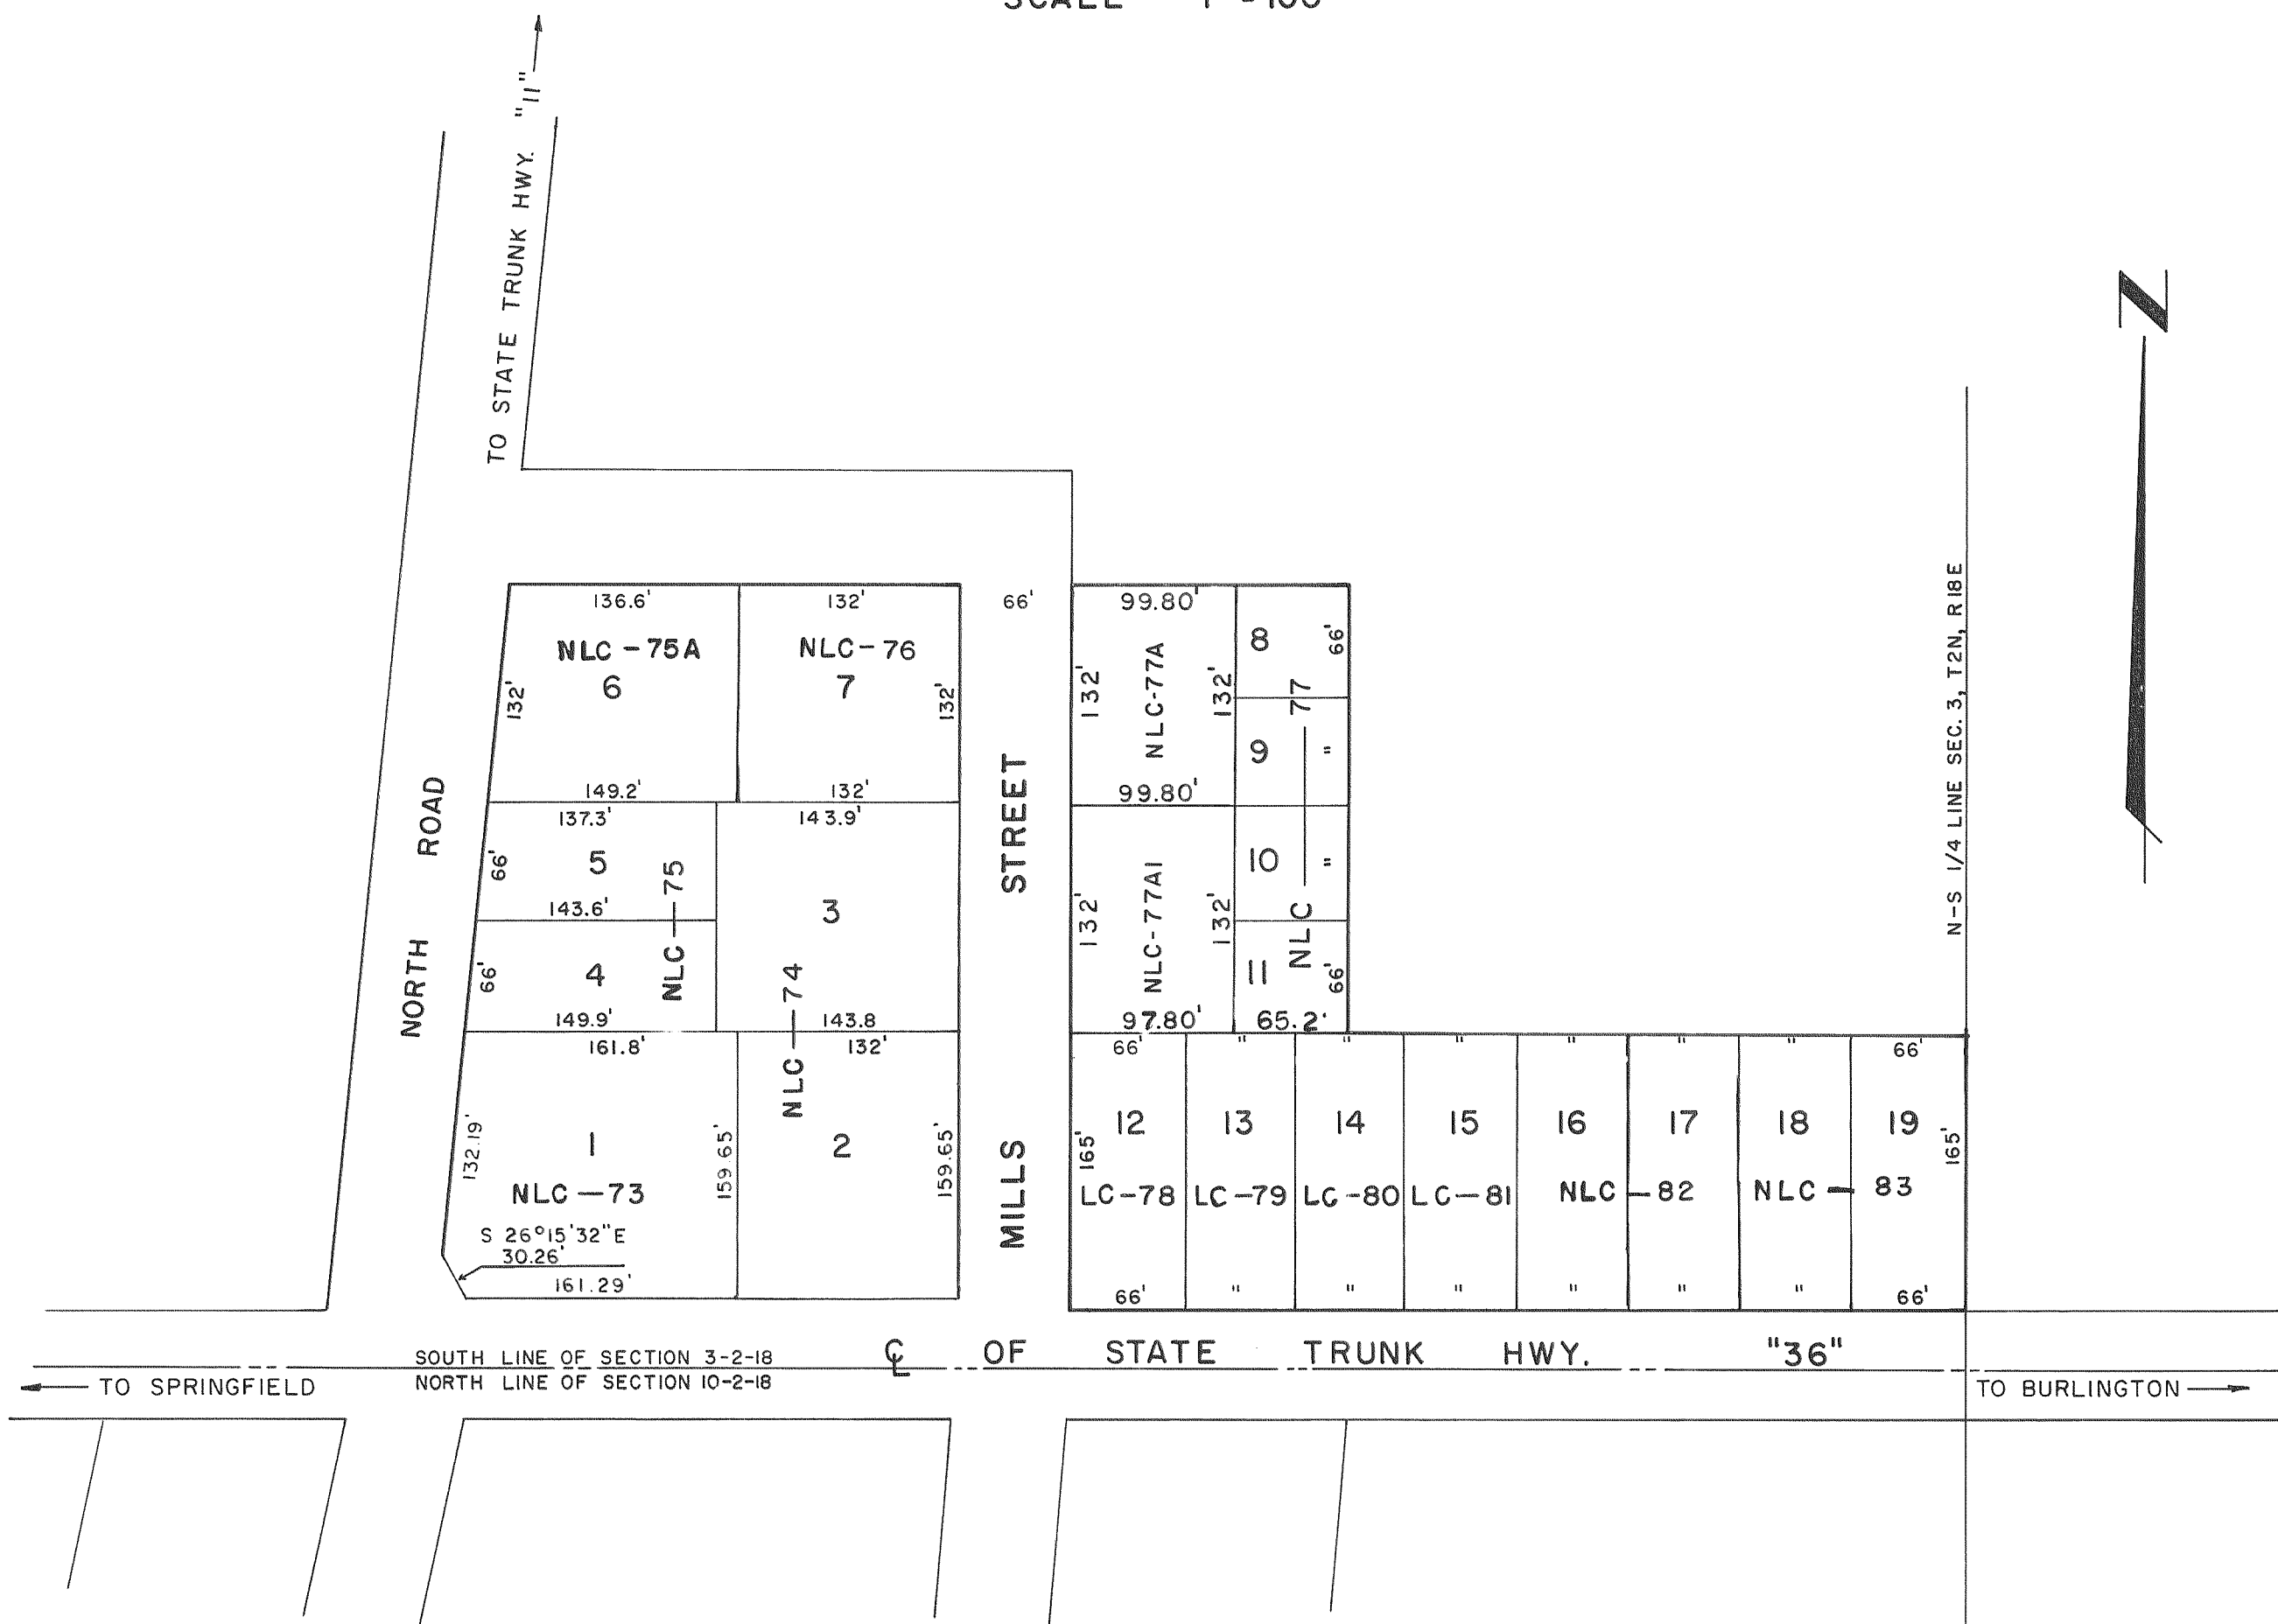 SCALE 1"=100'
TO STATE TRUNK HWY. "11"
136.6'
132'
66'
99.80'
NLC-75A
6
NLC-76
7
132'
132'
132'
NLC-77A
132'
8
66'
9
"
NLC-77
149.2'
132'
99.80'
137.3'
143.9'
NORTH ROAD
66'
5
NLC-75
143.6'
3
66'
4
149.9'
143.8
MILLS STREET
132'
NLC-77A1
132'
10
"
11
66'
97.80'
65.2'
N-S 1/4 LINE SEC. 3, T2N, R18E
N
161.8'
132'
66'
"
"
"
"
"
"
66'
132.19'
1
159.65'
NLC-74
2
159.65'
165'
12
13
14
15
16
17
18
19
165'
NLC-73
LC-78
LC-79
LC-80
LC-81
NLC-82
NLC-83
S 26°15'32"E
30.26'
161.29'
66'
"
"
"
"
"
"
66'
SOUTH LINE OF SECTION 3-2-18
℄ OF STATE TRUNK HWY. "36"
TO SPRINGFIELD
NORTH LINE OF SECTION 10-2-18
TO BURLINGTON